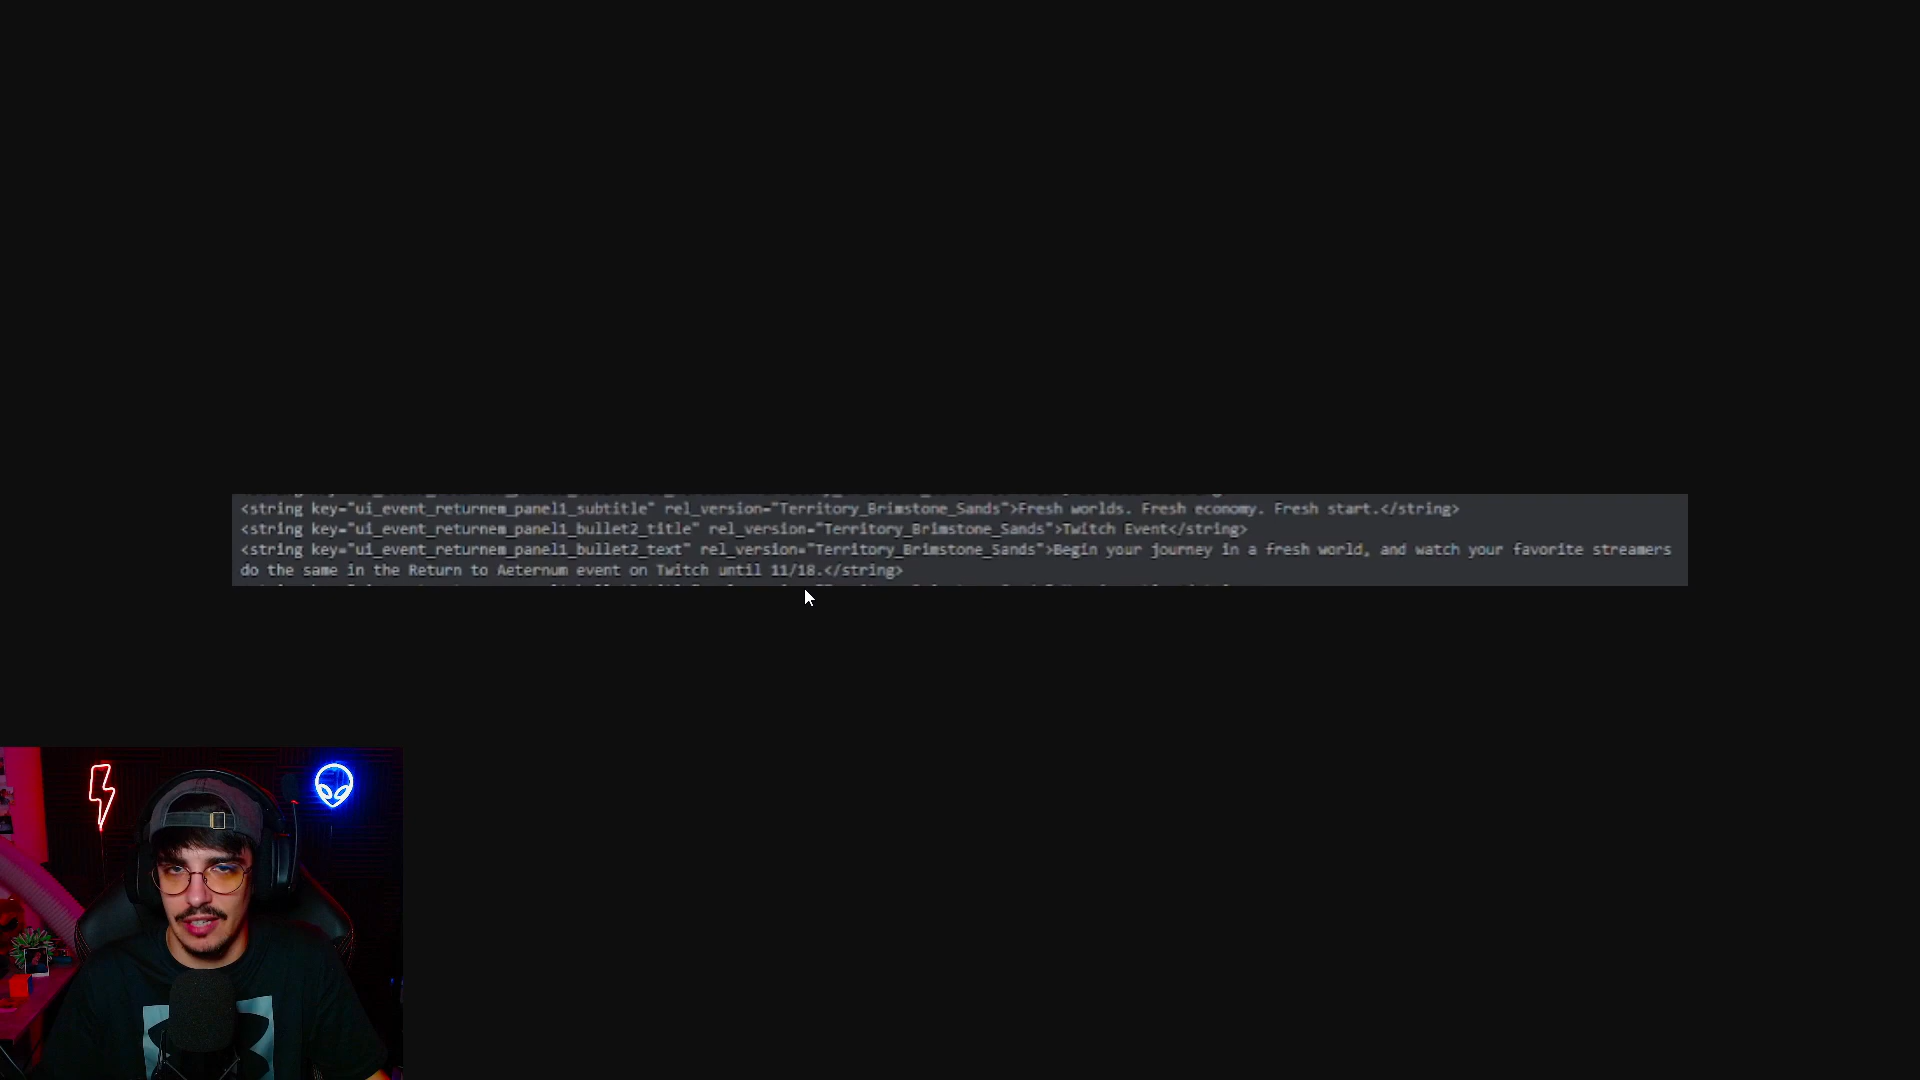 <string key="ui_event_returnem_panel1_subtitle" rel_version="Territory_Brimstone_Sands">Fresh worlds. Fresh economy. Fresh start.</string>
<string key="ui_event_returnem_panel1_bullet2_title" rel_version="Territory_Brimstone_Sands">Twitch Event</string>
<string key="ui_event_returnem_panel1_bullet2_text" rel_version="Territory_Brimstone_Sands">Begin your journey in a fresh world, and watch your favorite streamers
do the same in the Return to Aeternum event on Twitch until 11/18.</string>